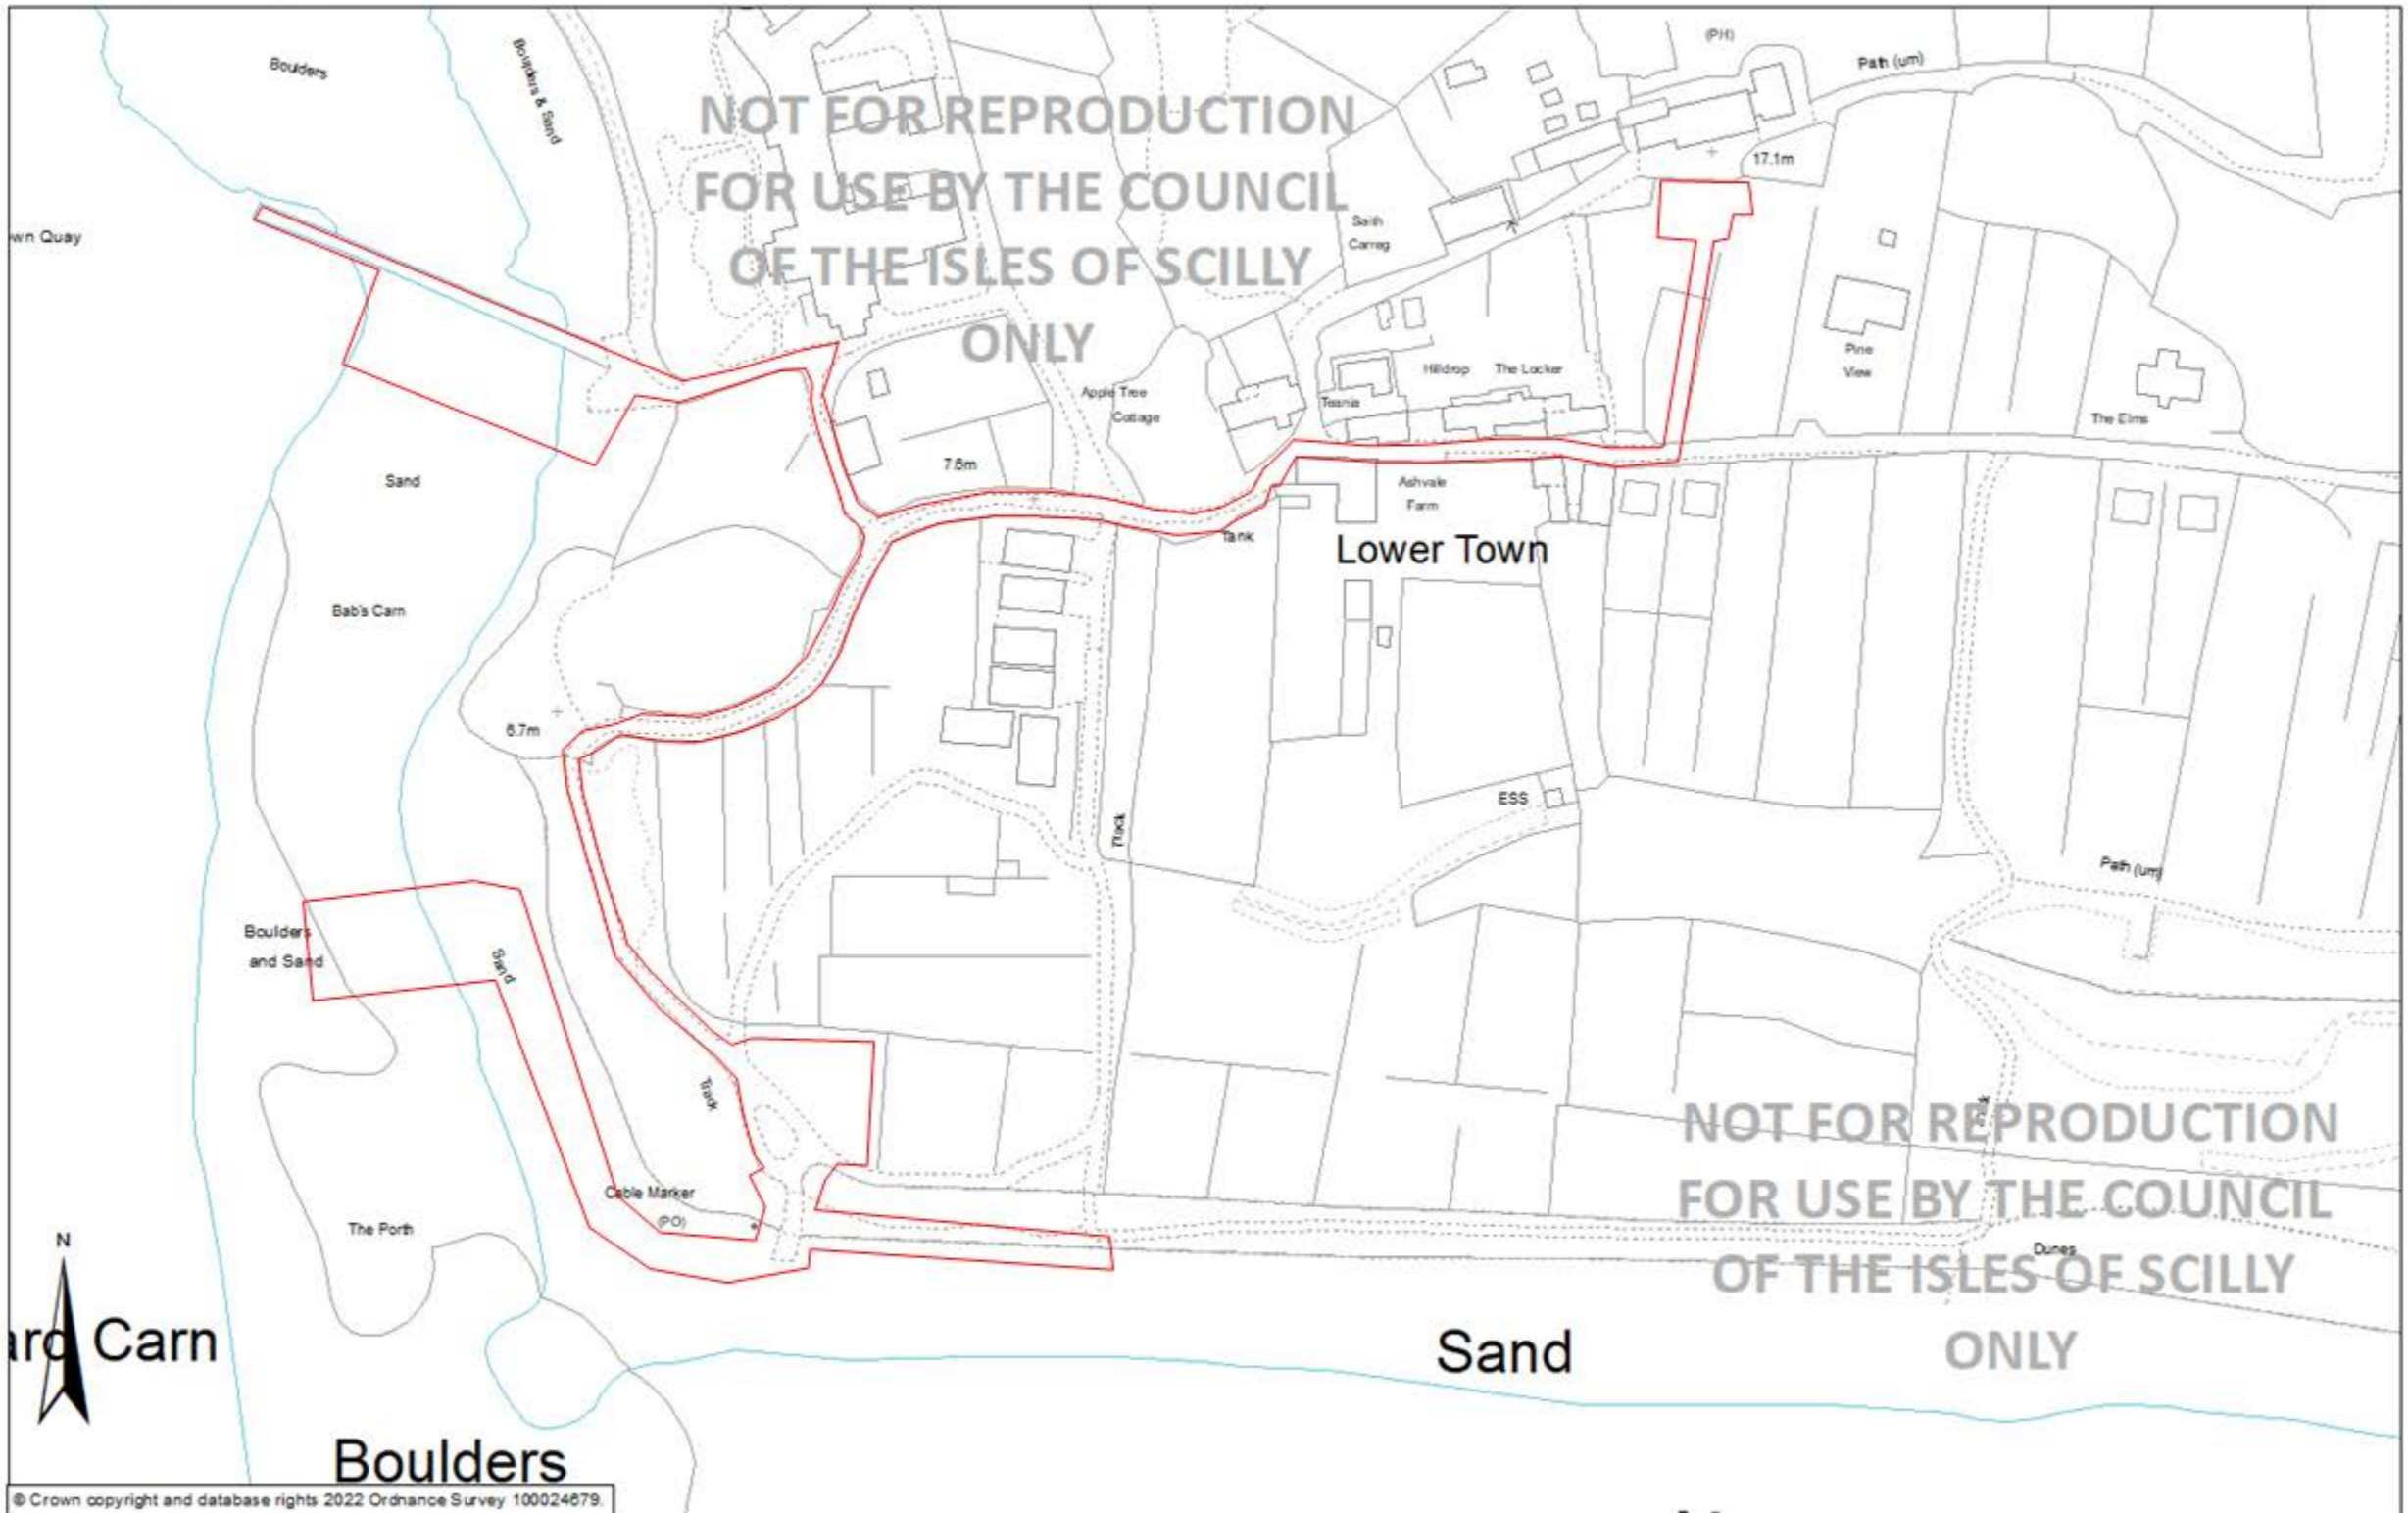 (PH)
Path (um)
Boulders
Boulders & Sand
NOT FOR REPRODUCTION
FOR USE BY THE COUNCIL
OF THE ISLES OF SCILLY
ONLY
17.1m
wn Quay
Saith
Carreg
Pine
View
Hilldrop
The Locker
Apple Tree
Cottage
The Elms
7.6m
Sand
Ashvale
Farm
Tank
Lower Town
Bab's Carn
6.7m
ESS
Track
Path (um)
Boulders
and Sand
Sand
Track
NOT FOR REPRODUCTION
FOR USE BY THE COUNCIL
OF THE ISLES OF SCILLY
ONLY
Cable Marker
(PO)
The Porth
N
Dunes
Carn
Sand
Boulders
© Crown copyright and database rights 2022 Ordnance Survey 100024679.